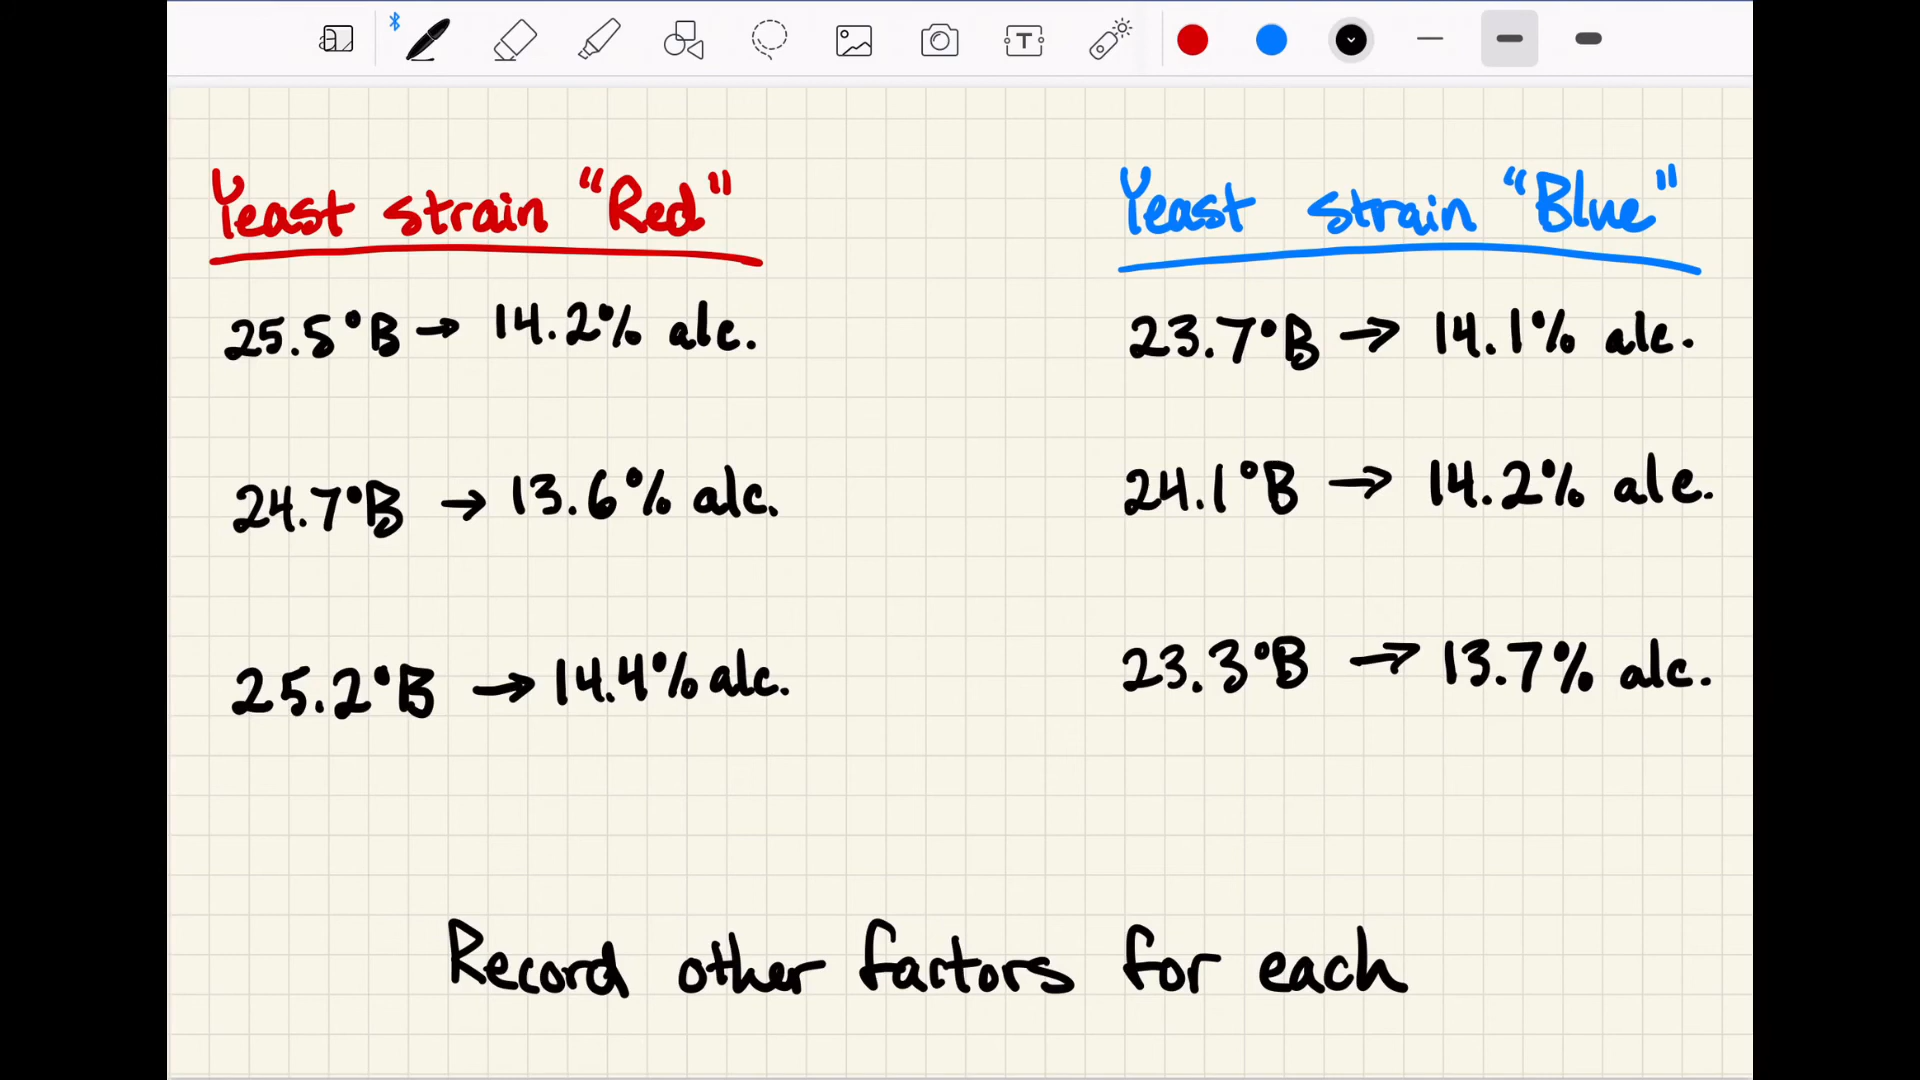 Yeast strain "Red"
25.5°B → 14.2% alc.
24.7°B → 13.6% alc.
25.2°B → 14.4% alc.
Yeast strain "Blue"
23.7°B → 14.1% alc.
24.1°B → 14.2% alc.
23.3°B → 13.7% alc.
Record other factors for each